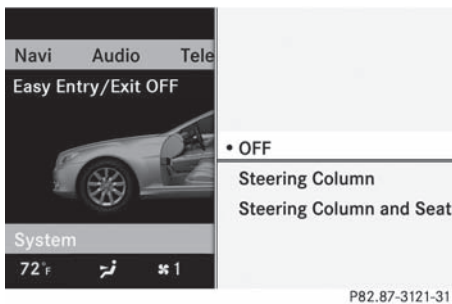 Navi Audio Tele
Easy Entry/Exit OFF
• OFF
Steering Column
Steering Column and Seat
System
72°F 1
P82.87-3121-31